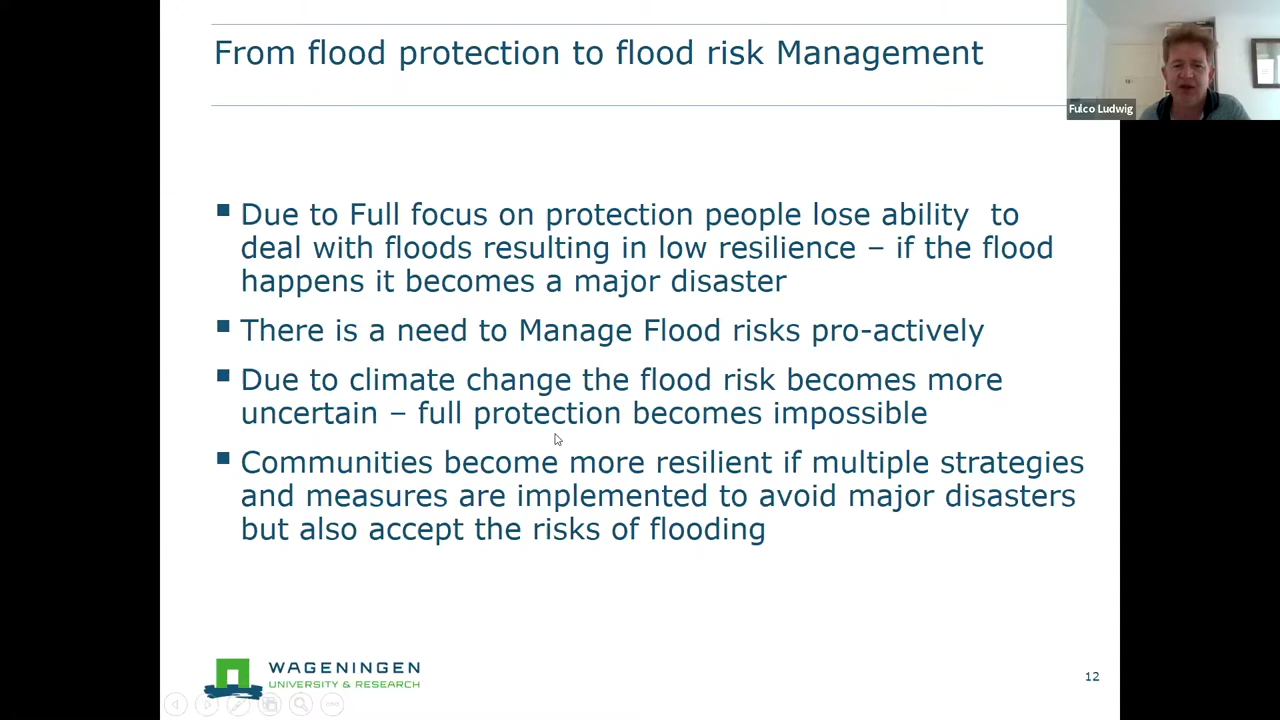 From flood protection to flood risk Management
Fulco Ludwig
Due to Full focus on protection people lose ability to
deal with floods resulting in low resilience – if the flood
happens it becomes a major disaster
There is a need to Manage Flood risks pro-actively
Due to climate change the flood risk becomes more
uncertain – full protection becomes impossible
Communities become more resilient if multiple strategies
and measures are implemented to avoid major disasters
but also accept the risks of flooding
WAGENINGEN
UNIVERSITY & RESEARCH
12